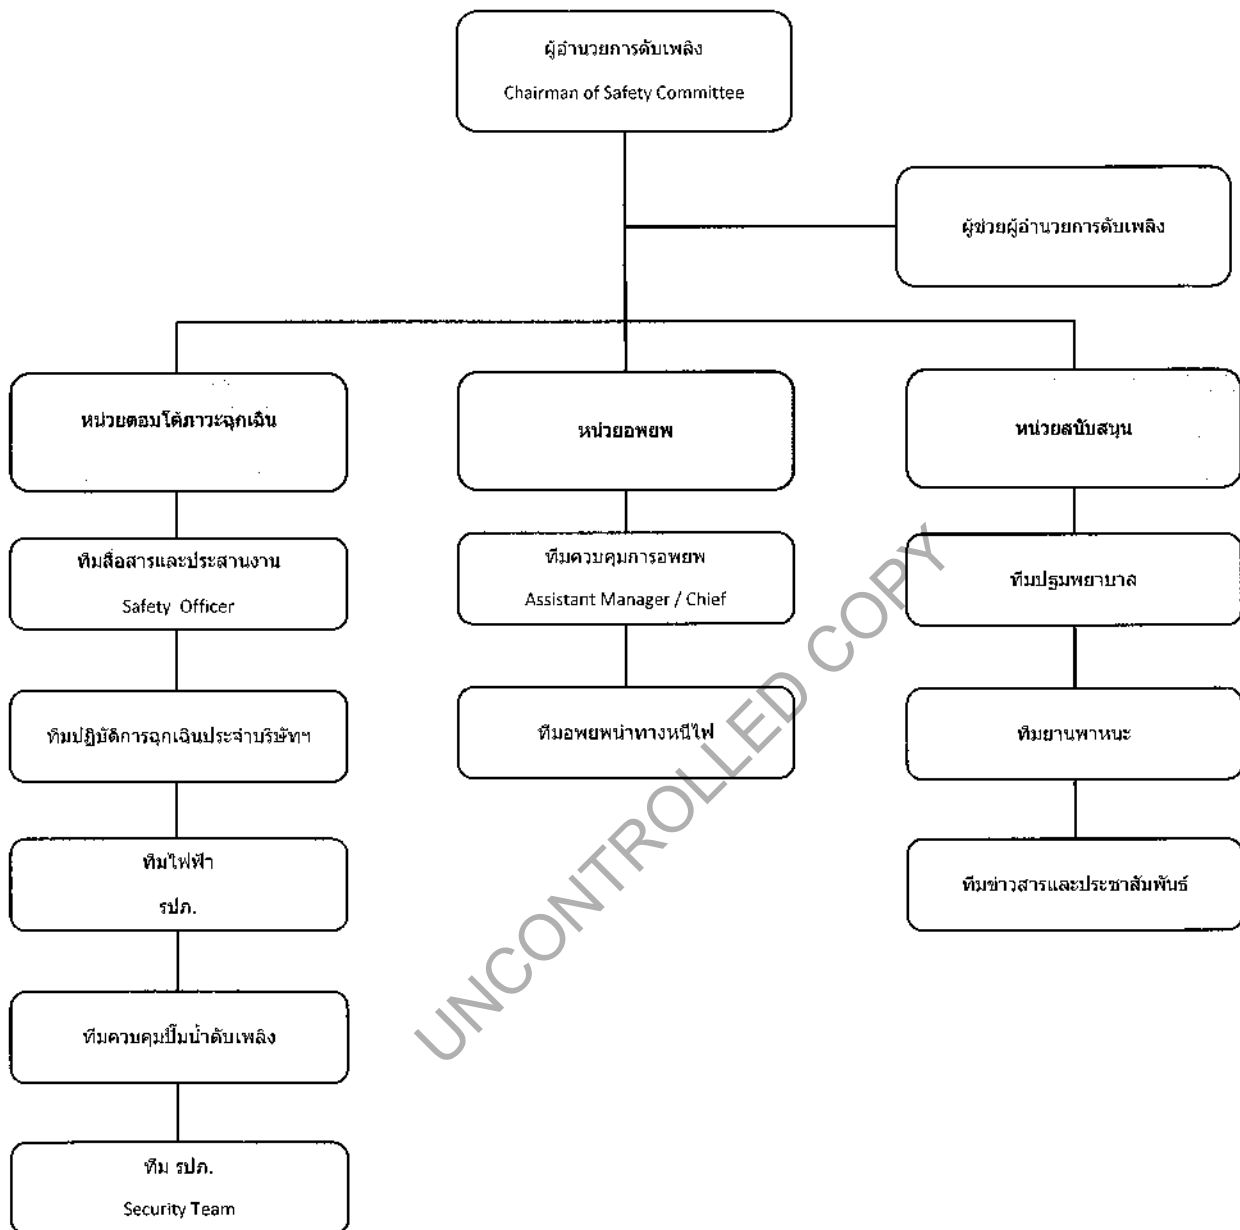 ผู้อำนวยการดับเพลิง
Chairman of Safety Committee
ผู้ช่วยผู้อำนวยการดับเพลิง
หน่วยตอบโต้ภาวะฉุกเฉิน
หน่วยอพยพ
หน่วยสนับสนุน
ทีมสื่อสารและประสานงาน
Safety Officer
ทีมควบคุมการอพยพ
Assistant Manager / Chief
ทีมปฐมพยาบาล
ทีมปฏิบัติการฉุกเฉินประจำบริษัทฯ
ทีมอพยพนำทางหนีไฟ
ทีมยานพาหนะ
ทีมไฟฟ้า
รปภ.
ทีมข่าวสารและประชาสัมพันธ์
ทีมควบคุมปั๊มน้ำดับเพลิง
ทีม รปภ.
Security Team
UNCONTROLLED COPY